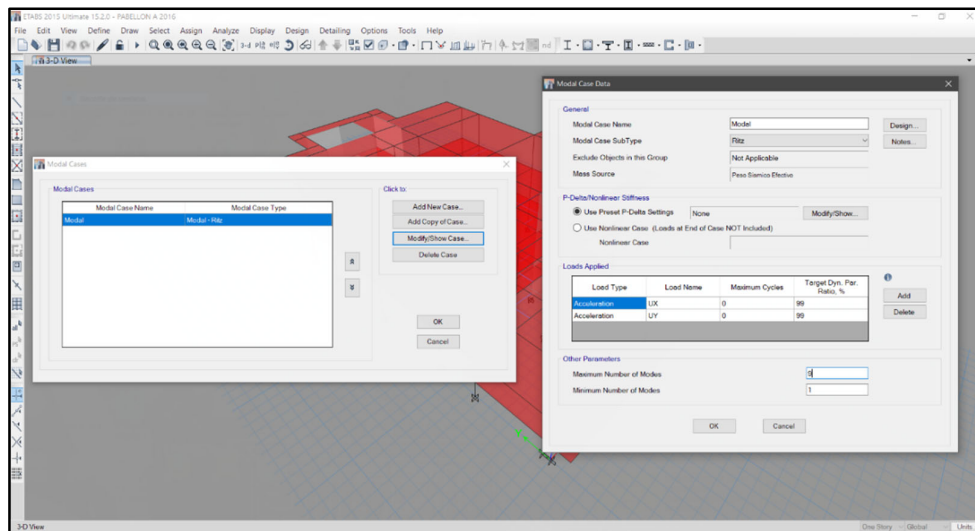 ETABS 2015 Ultimate 15.2.0 - PABELLON A 2016
File Edit View Define Draw Select Assign Analyze Display Design Detailing Options Tools Help
3-D View
Modal Cases
Modal Cases
Modal Case Name Modal Case Type
Modal Modal - Ritz
Click to:
Add New Case...
Add Copy of Case...
Modify/Show Case...
Delete Case
OK
Cancel
Modal Case Data
General
Modal Case Name Modal Design...
Modal Case SubType Ritz Notes...
Exclude Objects in this Group Not Applicable
Mass Source Peso Sismico Efectivo
P-Delta/Nonlinear Stiffness
Use Preset P-Delta Settings None Modify/Show...
Use Nonlinear Case (Loads at End of Case NOT Included)
Nonlinear Case
Loads Applied
Load Type Load Name Maximum Cycles Target Dyn. Par. Ratio, %
Acceleration UX 0 99
Acceleration UY 0 99
Add
Delete
Other Parameters
Maximum Number of Modes 9
Minimum Number of Modes 1
OK Cancel
3-D View One Story Global Units